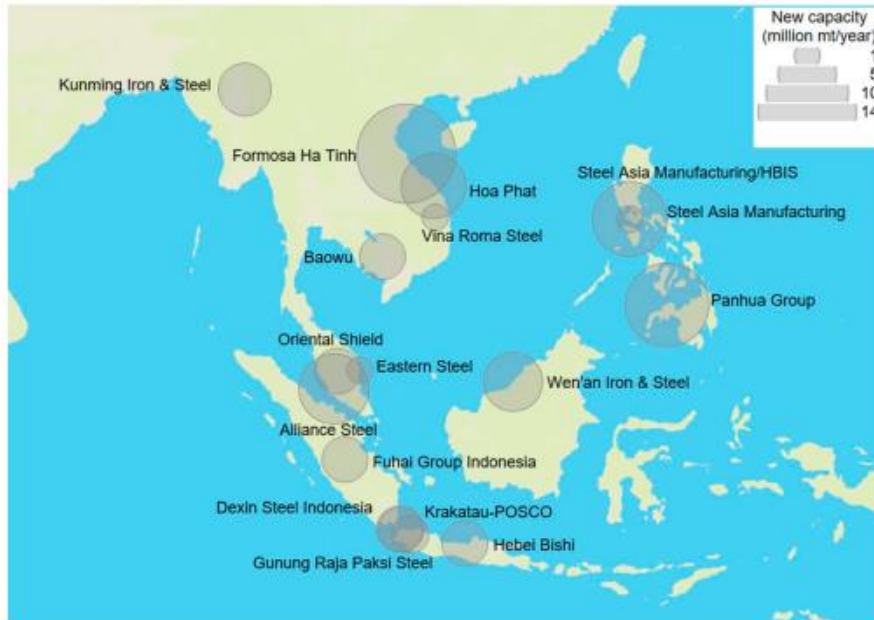 New capacity
(million mt/year)
1
5
10
14
Kunming Iron & Steel
Formosa Ha Tinh
Hoa Phat
Vina Roma Steel
Baowu
Steel Asia Manufacturing/HBIS
Steel Asia Manufacturing
Panhua Group
Oriental Shield
Eastern Steel
Wen'an Iron & Steel
Alliance Steel
Fuhai Group Indonesia
Dexin Steel Indonesia
Krakatau-POSCO
Hebei Bishi
Gunung Raja Paksi Steel